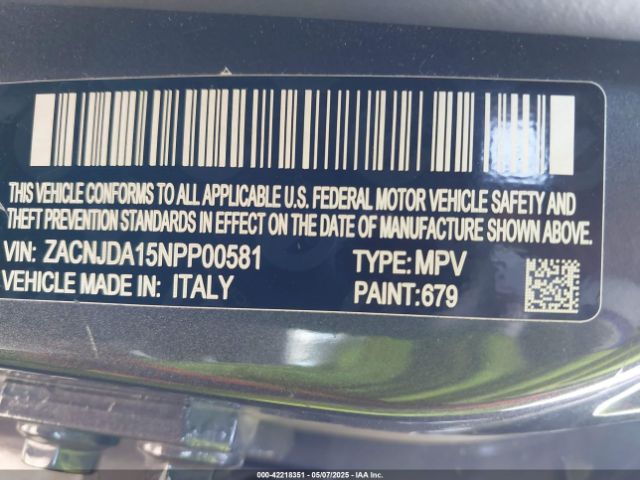 THIS VEHICLE CONFORMS TO ALL APPLICABLE U.S. FEDERAL MOTOR VEHICLE SAFETY AND
THEFT PREVENTION STANDARDS IN EFFECT ON THE DATE OF MANUFACTURE SHOWN ABOVE.
VIN: ZACNJDA15NPP00581 TYPE: MPV
VEHICLE MADE IN: ITALY PAINT:679
000-42218351 - 05/07/2025 - IAA Inc.